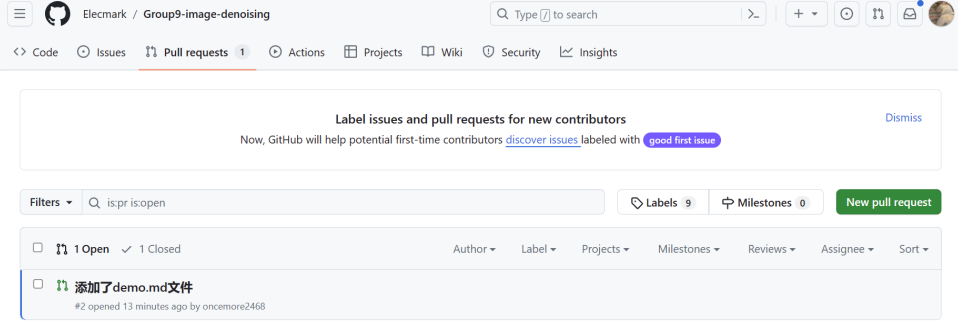 Elecmark / Group9-image-denoising
Type / to search
Code Issues Pull requests 1 Actions Projects Wiki Security Insights
Label issues and pull requests for new contributors
Dismiss
Now, GitHub will help potential first-time contributors discover issues labeled with good first issue
Filters is:pr is:open Labels 9 Milestones 0 New pull request
1 Open 1 Closed Author Label Projects Milestones Reviews Assignee Sort
添加了demo.md文件
#2 opened 13 minutes ago by oncemore2468